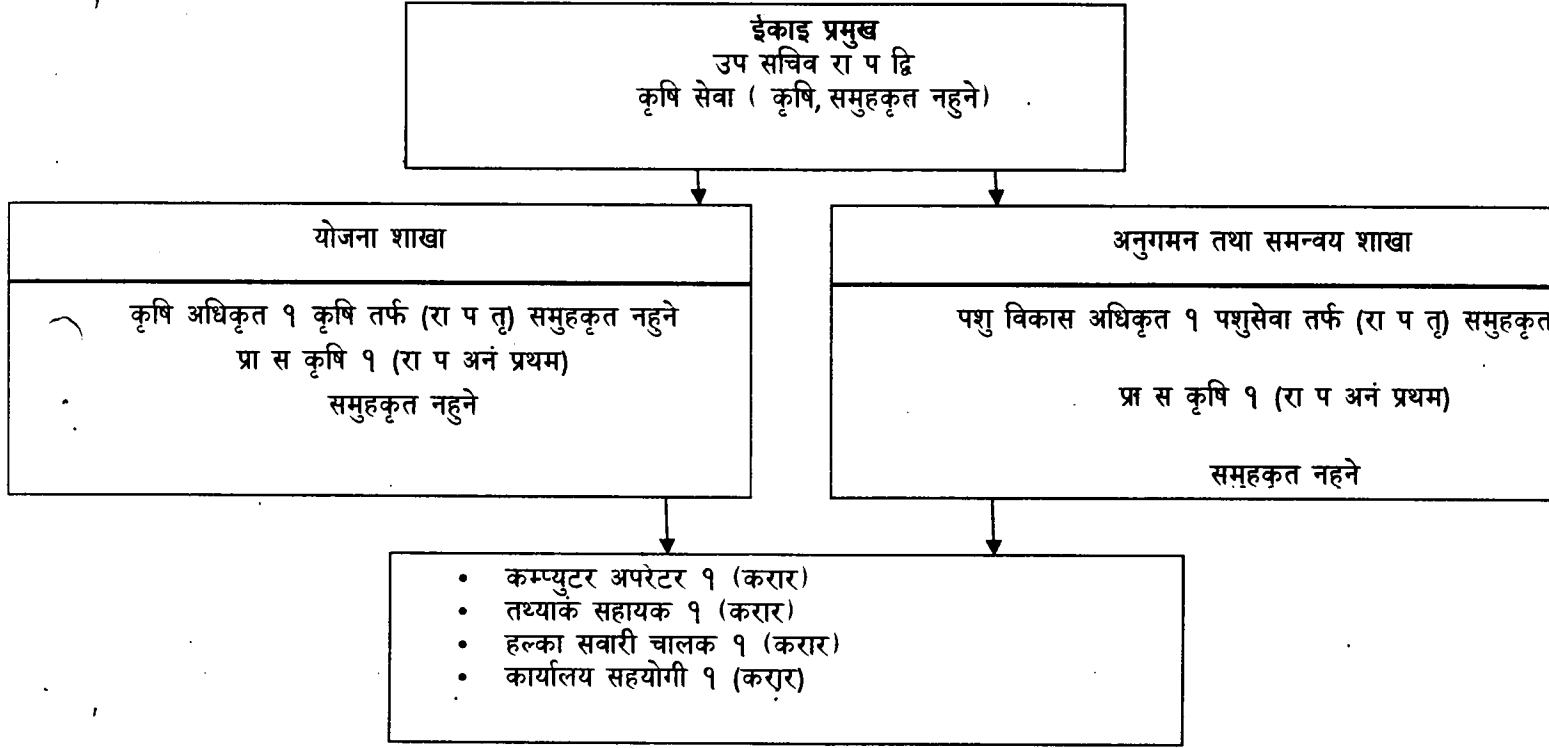 ईकाइ प्रमुख
उप सचिव रा प द्वि
कृषि सेवा ( कृषि, समुहकृत नहुने)
योजना शाखा
कृषि अधिकृत १ कृषि तर्फ (रा प तृ) समुहकृत नहुने
प्रा स कृषि १ (रा प अनं प्रथम)
समुहकृत नहुने
अनुगमन तथा समन्वय शाखा
पशु विकास अधिकृत १ पशुसेवा तर्फ (रा प तृ) समुहकृत
प्रा स कृषि १ (रा प अनं प्रथम)
समुहकृत नहुने
• कम्प्युटर अपरेटर १ (करार)
• तथ्याकं सहायक १ (करार)
• हल्का सवारी चालक १ (करार)
• कार्यालय सहयोगी १ (करार)